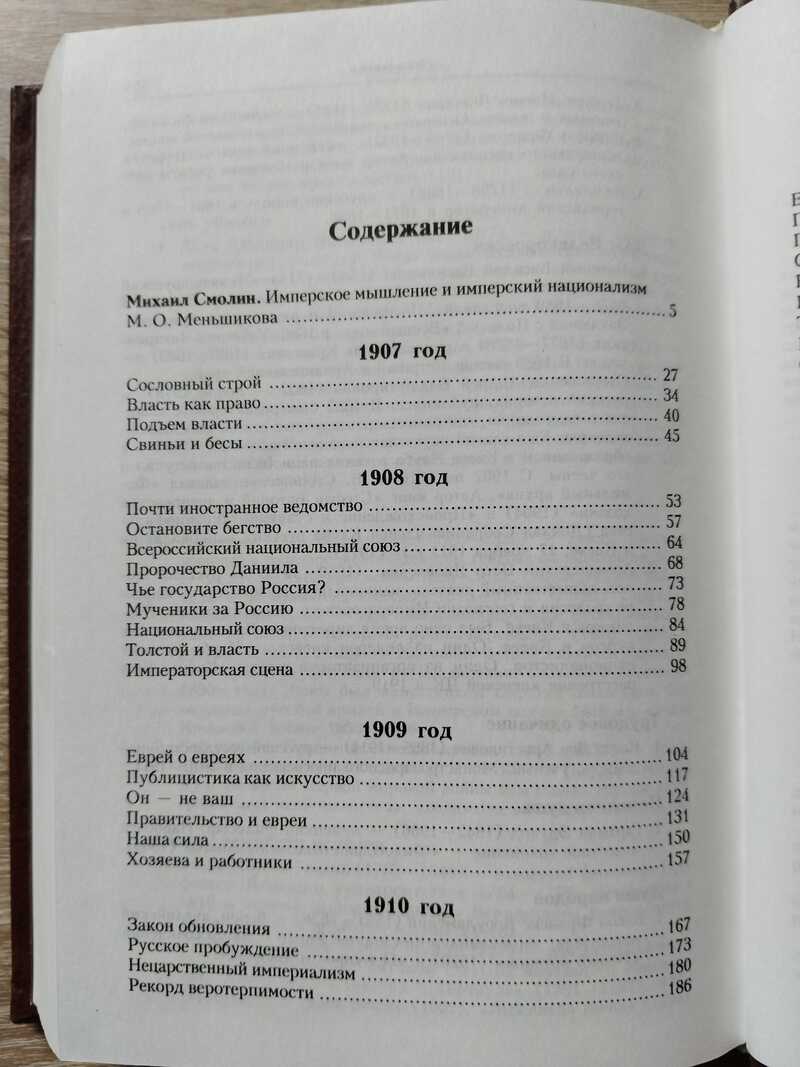 Содержание
Михаил Смолин. Имперское мышление и имперский национализм
М. О. Меньшикова ........ 5
1907 год
Сословный строй ........ 27
Власть как право ........ 34
Подъем власти ........ 40
Свиньи и бесы ........ 45
1908 год
Почти иностранное ведомство ........ 53
Остановите бегство ........ 57
Всероссийский национальный союз ........ 64
Пророчество Даниила ........ 68
Чье государство Россия? ........ 73
Мученики за Россию ........ 78
Национальный союз ........ 84
Толстой и власть ........ 89
Императорская сцена ........ 98
1909 год
Еврей о евреях ........ 104
Публицистика как искусство ........ 117
Он — не ваш ........ 124
Правительство и евреи ........ 131
Наша сила ........ 150
Хозяева и работники ........ 157
1910 год
Закон обновления ........ 167
Русское пробуждение ........ 173
Нецарственный империализм ........ 180
Рекорд веротерпимости ........ 186